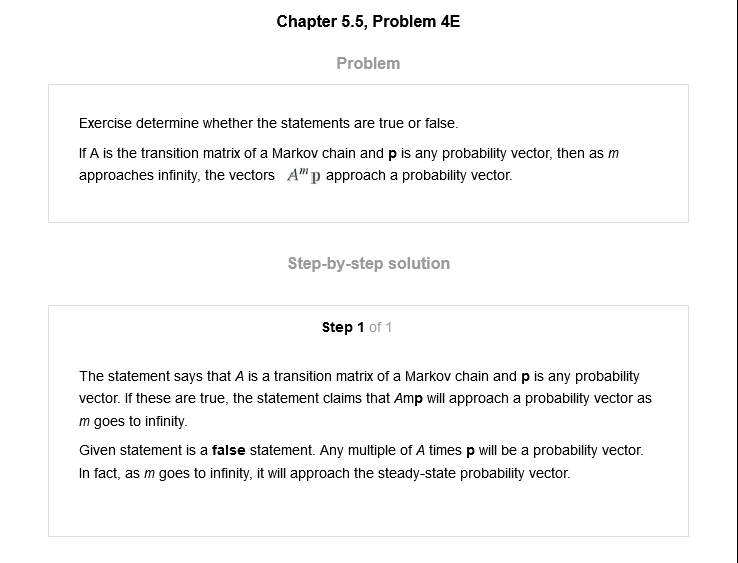 Chapter 5.5, Problem 4E
Problem
Exercise determine whether the statements are true or false.
If A is the transition matrix of a Markov chain and p is any probability vector, then as m
approaches infinity, the vectors Aᵐp approach a probability vector.
Step-by-step solution
Step 1 of 1
The statement says that A is a transition matrix of a Markov chain and p is any probability
vector. If these are true, the statement claims that Amp will approach a probability vector as
m goes to infinity.
Given statement is a false statement. Any multiple of A times p will be a probability vector.
In fact, as m goes to infinity, it will approach the steady-state probability vector.